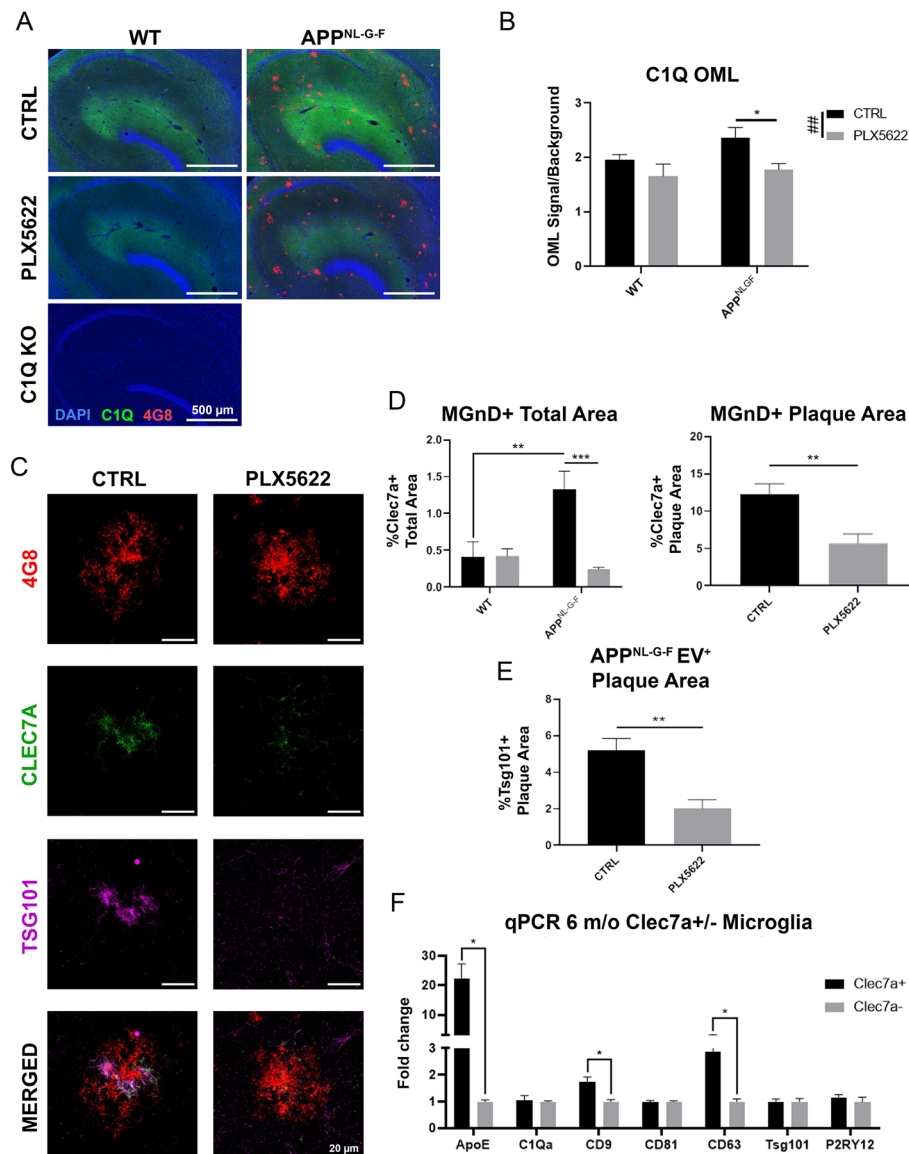 A
WT
APP^NL-G-F
CTRL
PLX5622
C1Q KO
DAPI C1Q 4G8
500 µm
B
C1Q OML
OML Signal/Background
3
2
1
0
*
WT
APP^NLGF
CTRL
PLX5622
##
C
CTRL
PLX5622
4G8
CLEC7A
TSG101
MERGED
20 µm
D
MGnD+ Total Area
%Clec7a+
Total Area
2.0
1.5
1.0
0.5
0.0
**
***
WT
APP^NL-G-F
MGnD+ Plaque Area
%Clec7a+
Plaque Area
20
15
10
5
0
**
CTRL
PLX5622
E
APP^NL-G-F EV^+
Plaque Area
%Tsg101+
Plaque Area
8
6
4
2
0
**
CTRL
PLX5622
F
qPCR 6 m/o Clec7a+/- Microglia
Fold change
30
20
10
3
2
1
0
*
*
*
Clec7a+
Clec7a-
ApoE C1Qa CD9 CD81 CD63 Tsg101 P2RY12